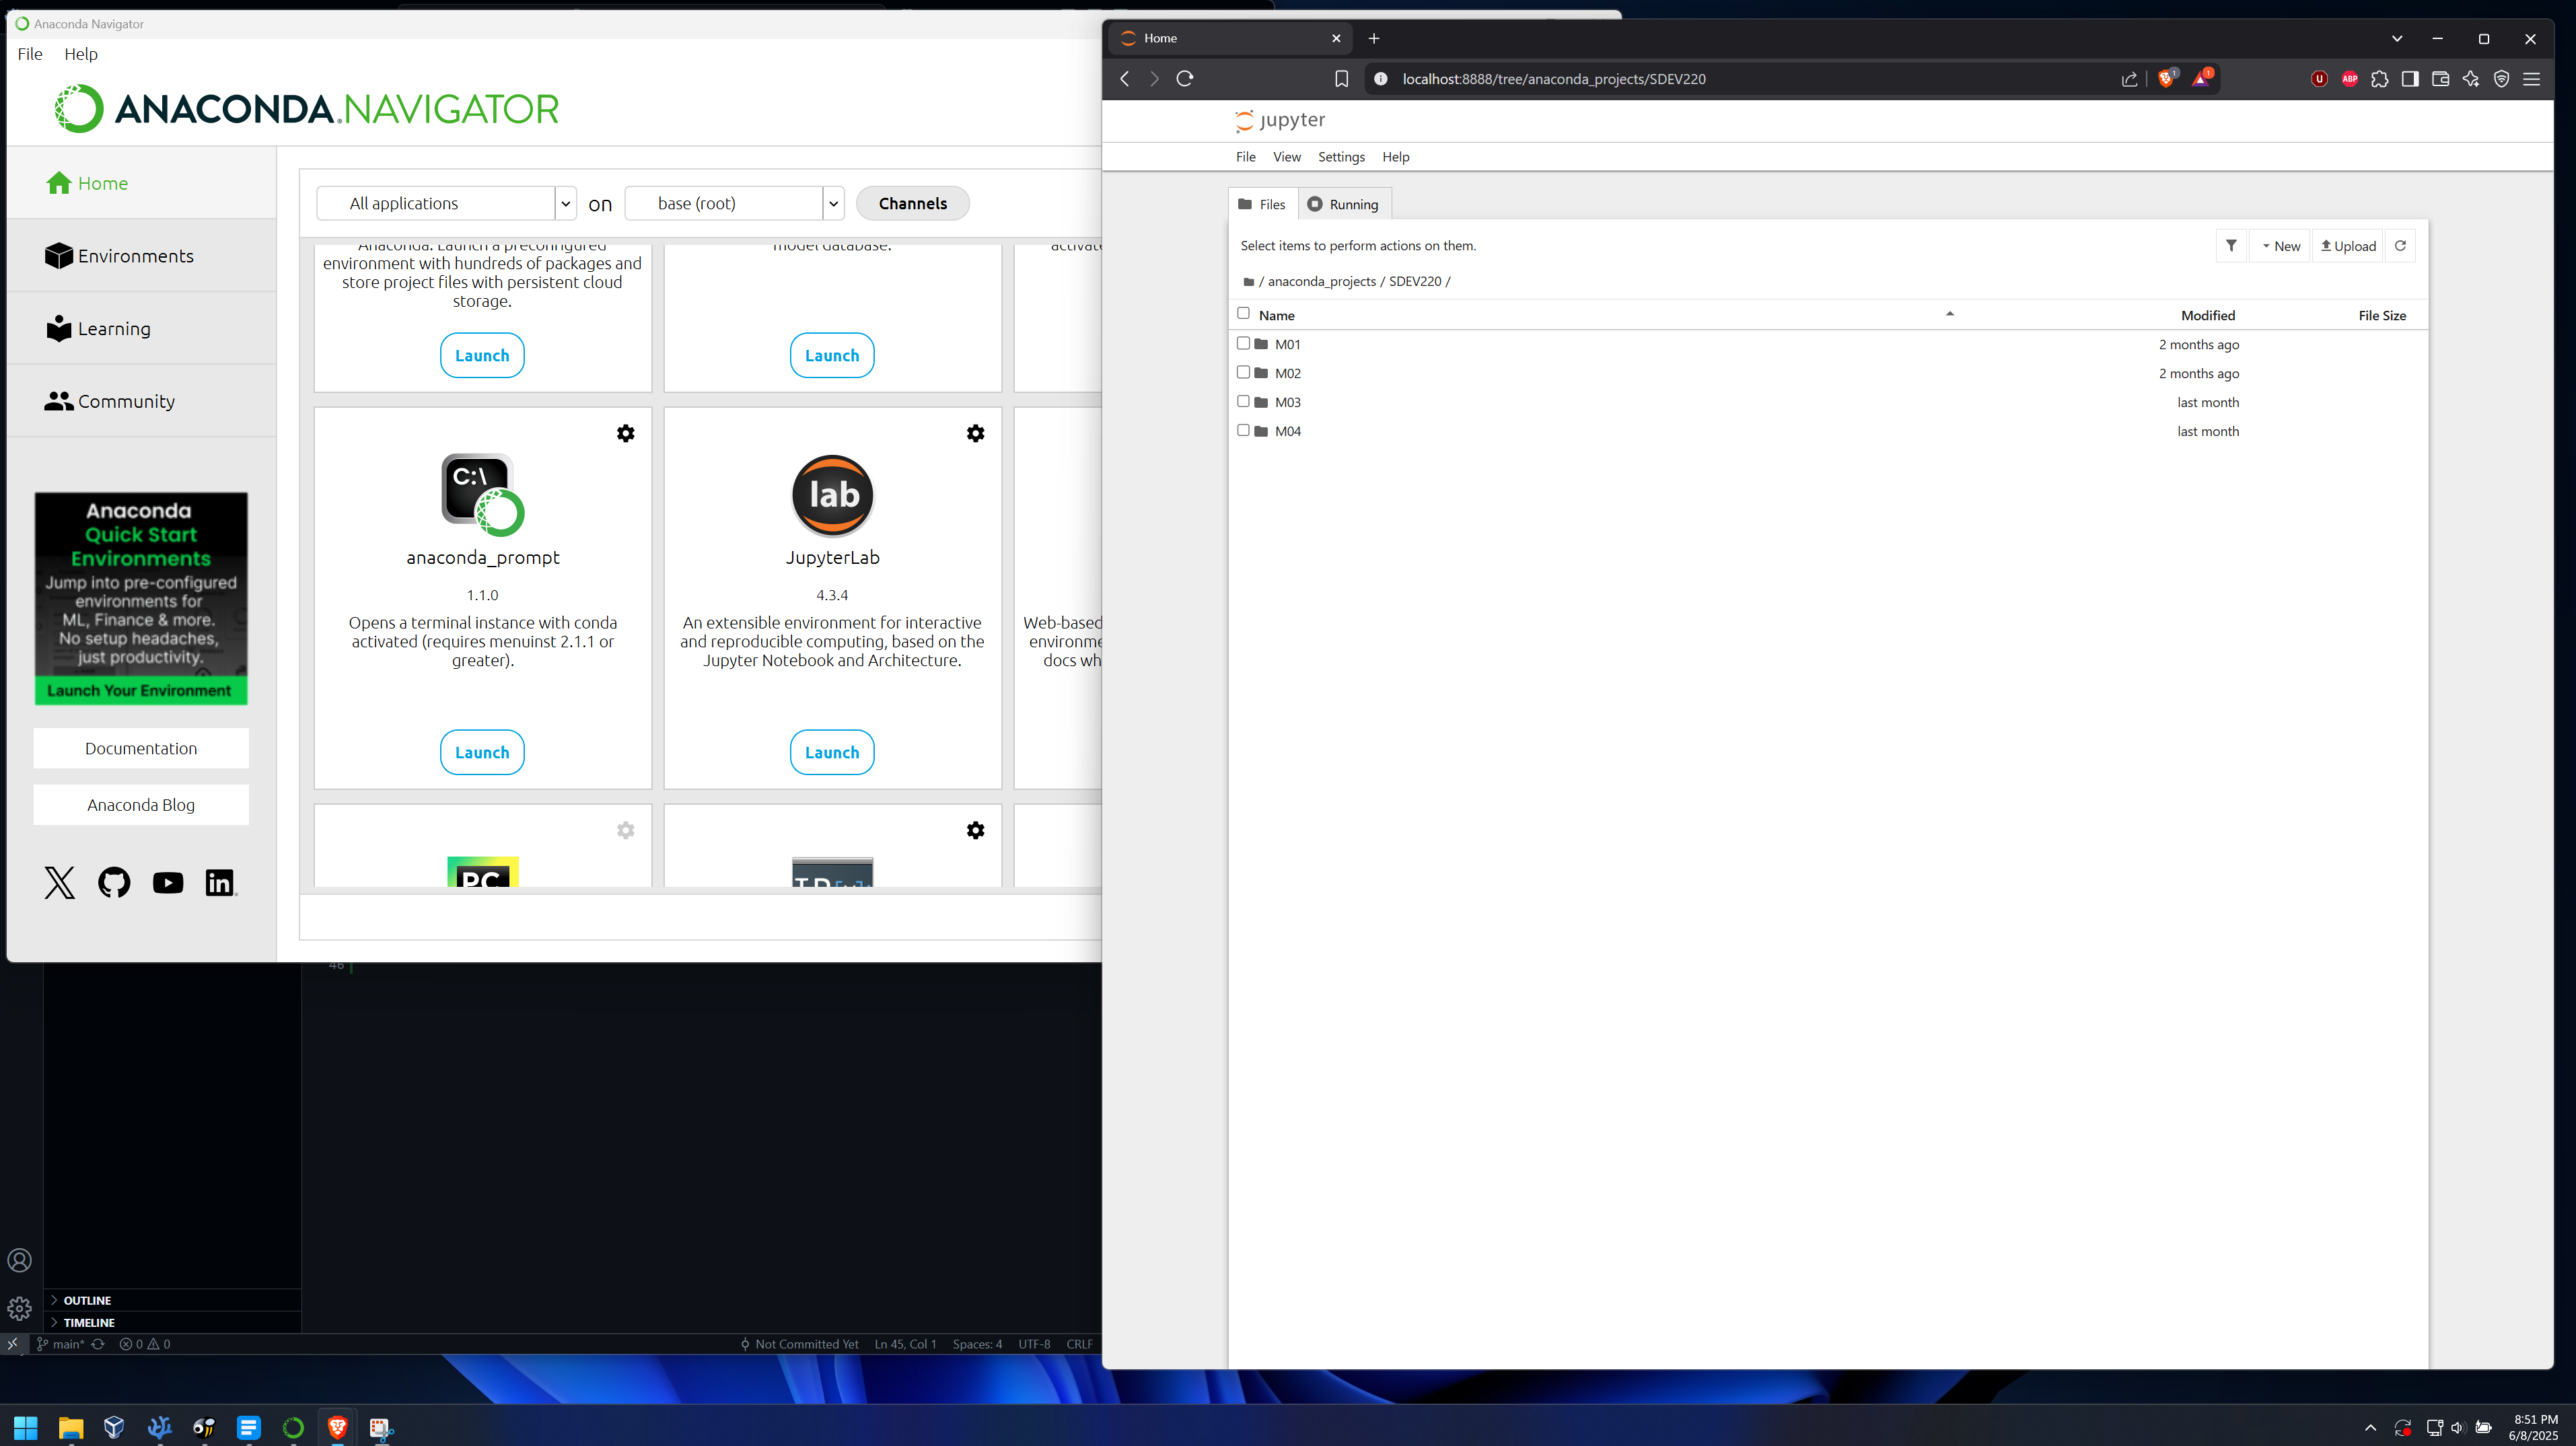 Anaconda Navigator
File Help
ANACONDA.NAVIGATOR
Home
Environments
Learning
Community
Anaconda
Quick Start
Environments
Jump into pre-configured
environments for
ML, Finance & more.
No setup headaches,
just productivity.
Launch Your Environment
Documentation
Anaconda Blog
All applications on base (root) Channels
Anaconda. Launch a preconfigured
environment with hundreds of packages and
store project files with persistent cloud
storage.
Launch
model database.
Launch
C:\
anaconda_prompt
1.1.0
Opens a terminal instance with conda
activated (requires menuinst 2.1.1 or
greater).
Launch
lab
JupyterLab
4.3.4
An extensible environment for interactive
and reproducible computing, based on the
Jupyter Notebook and Architecture.
Launch
Web-based
docs
PC
46
OUTLINE
TIMELINE
main* 0 0 Not Committed Yet Ln 45, Col 1 Spaces: 4 UTF-8 CRLF
Home
localhost:8888/tree/anaconda_projects/SDEV220 1 1 ABP
jupyter
File View Settings Help
Files Running
Select items to perform actions on them. New Upload
/ anaconda_projects / SDEV220 /
Name Modified File Size
M01 2 months ago
M02 2 months ago
M03 last month
M04 last month
8:51 PM
6/8/2025